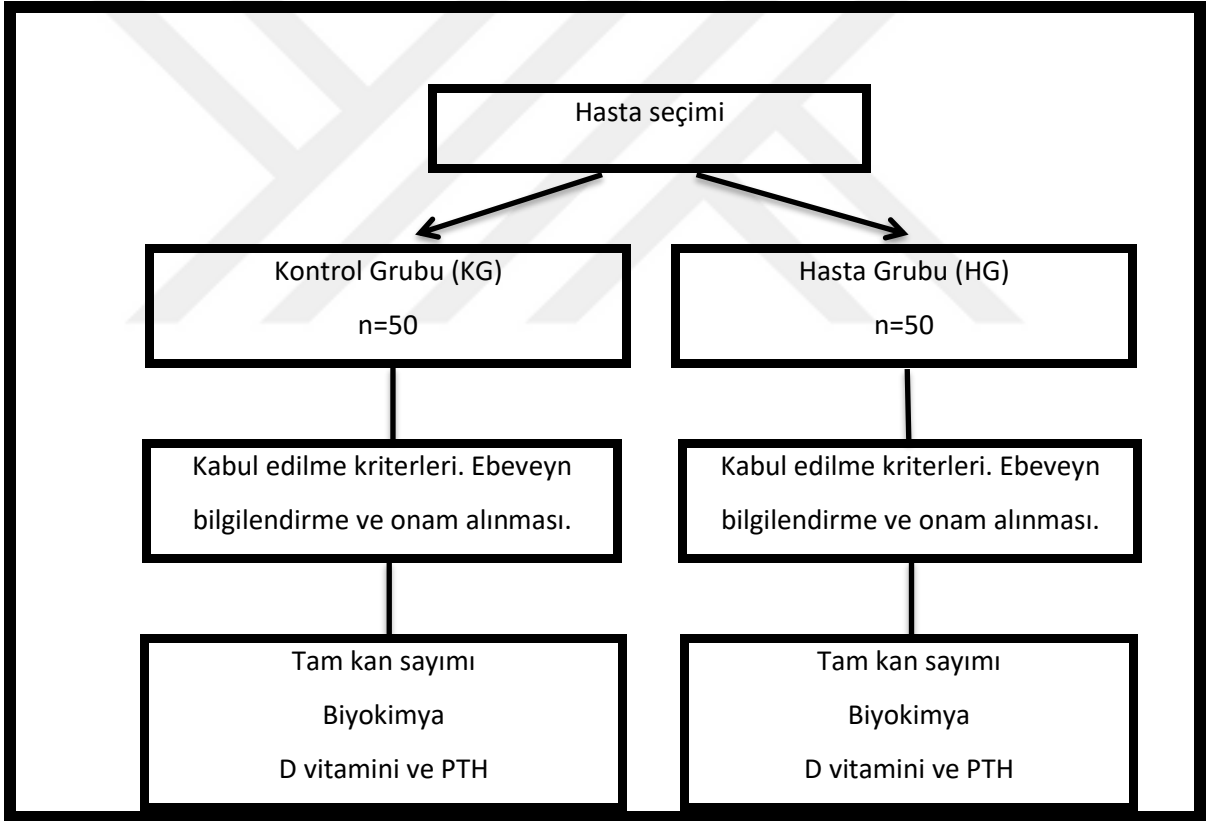 Hasta seçimi
Kontrol Grubu (KG)
n=50
Hasta Grubu (HG)
n=50
Kabul edilme kriterleri. Ebeveyn
bilgilendirme ve onam alınması.
Kabul edilme kriterleri. Ebeveyn
bilgilendirme ve onam alınması.
Tam kan sayımı
Biyokimya
D vitamini ve PTH
Tam kan sayımı
Biyokimya
D vitamini ve PTH